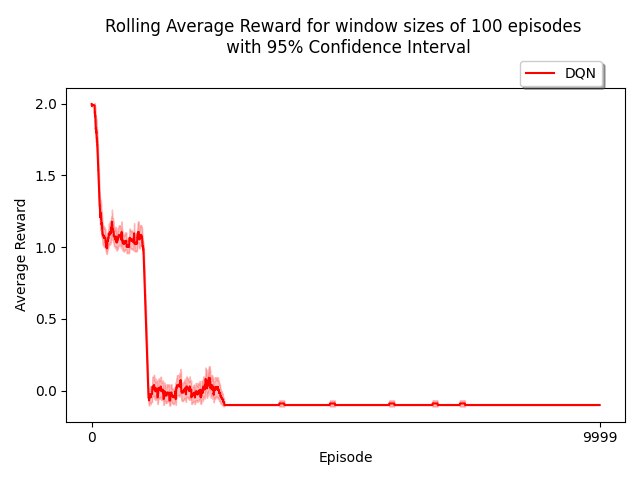 Rolling Average Reward for window sizes of 100 episodes
with 95% Confidence Interval
DQN
2.0
1.5
1.0
0.5
0.0
Average Reward
0
9999
Episode